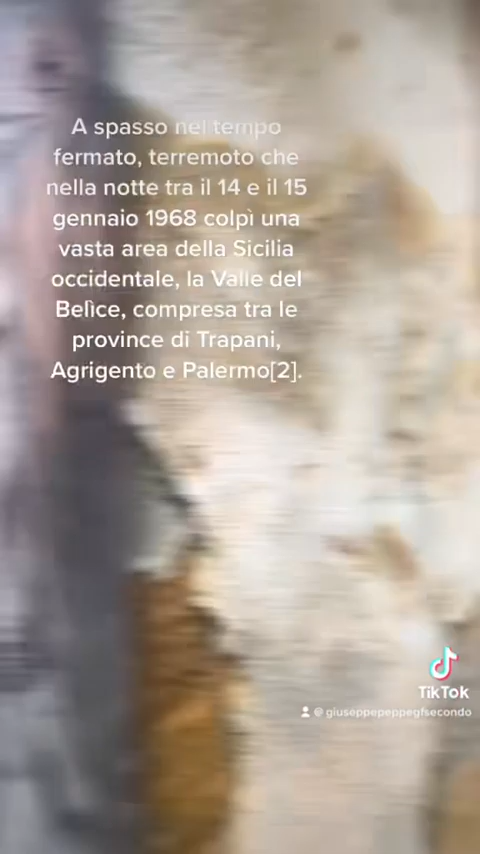 A spasso nel tempo
fermato, terremoto che
nella notte tra il 14 e il 15
gennaio 1968 colpì una
vasta area della Sicilia
occidentale, la Valle del
Belìce, compresa tra le
province di Trapani,
Agrigento e Palermo[2].
TikTok
@giuseppepeppegfsecondo